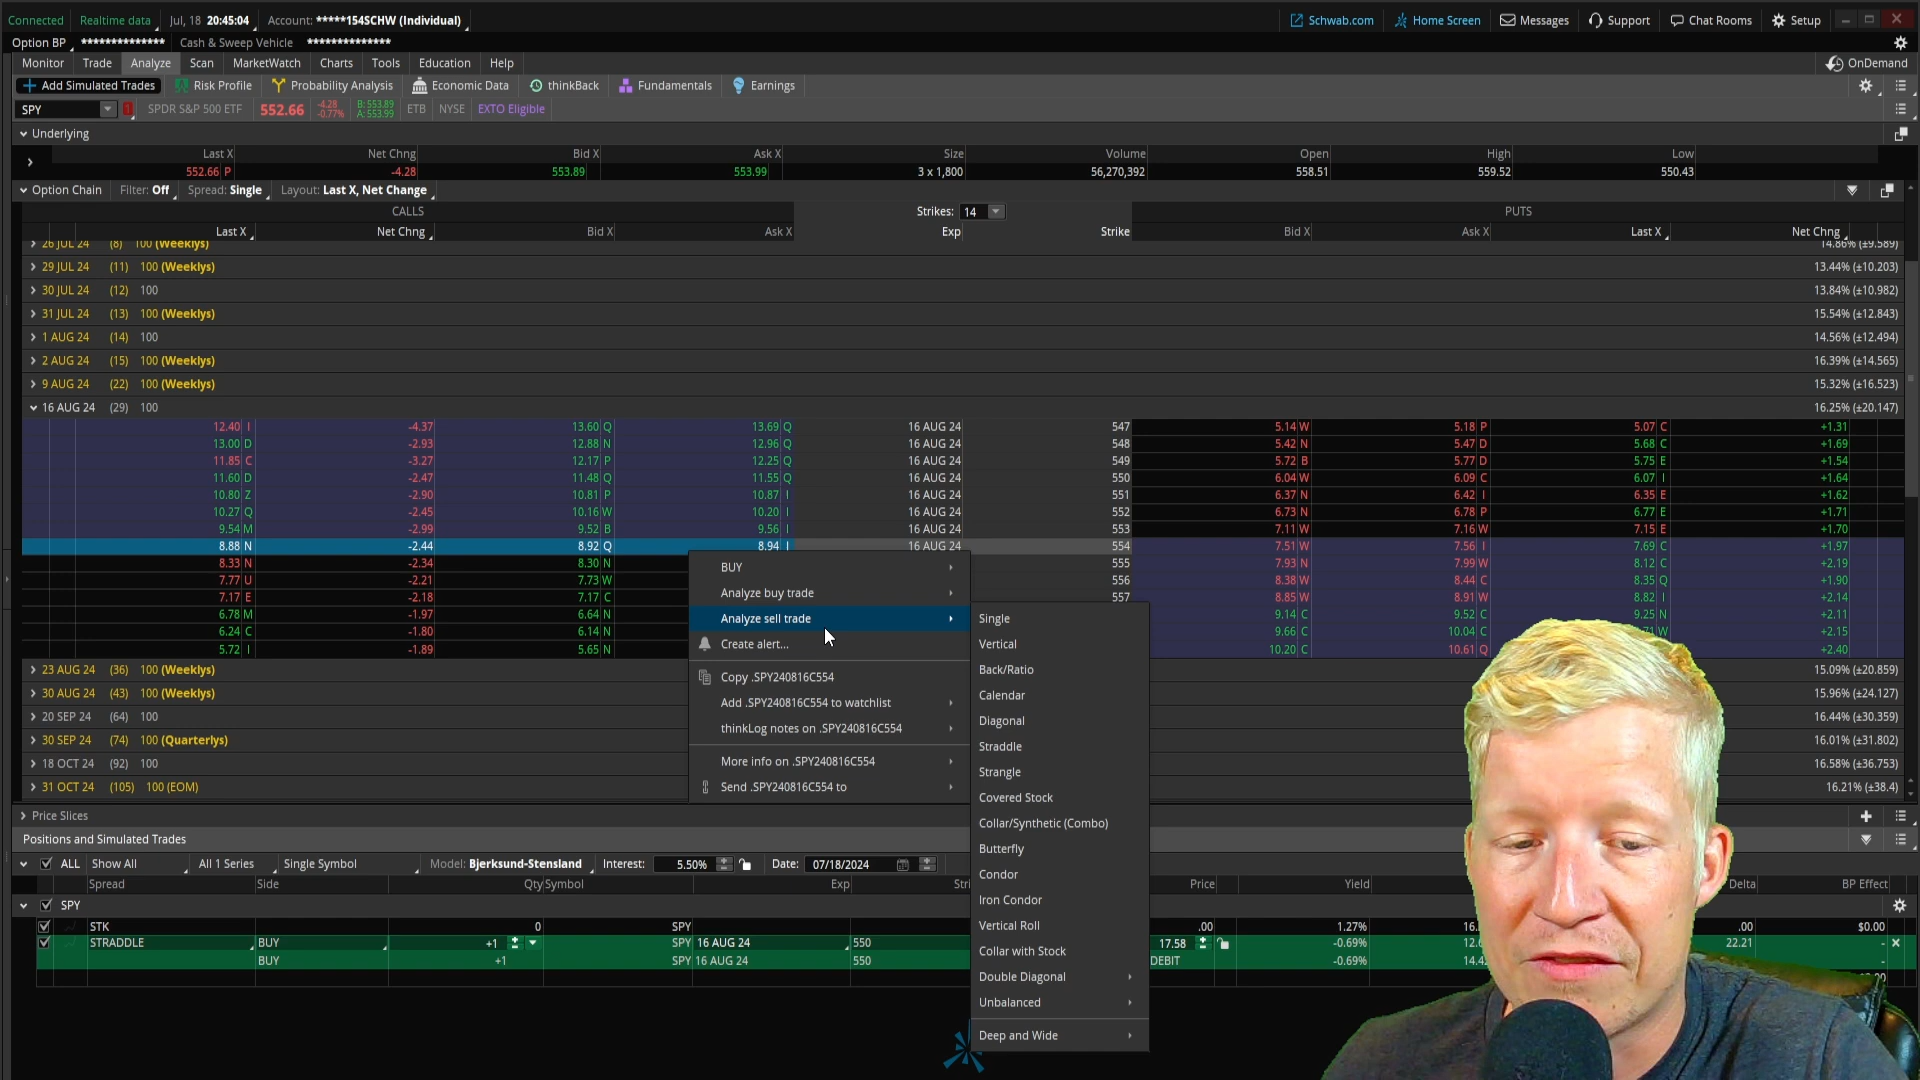 Connected Realtime data Jul, 18 20:45:04 Account: *****154SCHW (Individual) Schwab.com Home Screen Messages Support Chat Rooms Setup
Option BP ************** Cash & Sweep Vehicle **************
Monitor Trade Analyze Scan MarketWatch Charts Tools Education Help OnDemand
Add Simulated Trades Risk Profile Probability Analysis Economic Data thinkBack Fundamentals Earnings
SPY SPDR S&P 500 ETF 552.66 -4.28 -0.77% B: 553.89 A: 553.99 ETB NYSE EXTO Eligible
Underlying
Last X Net Chng Bid X Ask X Size Volume Open High Low
552.66 P -4.28 553.89 553.99 3 x 1,800 56,270,392 558.51 559.52 550.43
Option Chain Filter: Off Spread: Single Layout: Last X, Net Change
CALLS Strikes: 14 PUTS
Last X Net Chng Bid X Ask X Exp Strike Bid X Ask X Last X Net Chng
26 JUL 24 (8) 100 (Weeklys) 14.86% (±9.589)
29 JUL 24 (11) 100 (Weeklys) 13.44% (±10.203)
30 JUL 24 (12) 100 13.84% (±10.982)
31 JUL 24 (13) 100 (Weeklys) 15.54% (±12.843)
1 AUG 24 (14) 100 14.56% (±12.494)
2 AUG 24 (15) 100 (Weeklys) 16.39% (±14.565)
9 AUG 24 (22) 100 (Weeklys) 15.32% (±16.523)
16 AUG 24 (29) 100 16.25% (±20.147)
12.40 I -4.37 13.60 Q 13.69 Q 16 AUG 24 547 5.14 W 5.18 P 5.07 C +1.31
13.00 D -2.93 12.88 N 12.96 Q 16 AUG 24 548 5.42 N 5.47 D 5.68 C +1.69
11.85 C -3.27 12.17 P 12.25 Q 16 AUG 24 549 5.72 B 5.77 D 5.75 E +1.54
11.60 D -2.47 11.48 Q 11.55 Q 16 AUG 24 550 6.04 W 6.09 C 6.07 I +1.64
10.80 Z -2.90 10.81 P 10.87 I 16 AUG 24 551 6.37 N 6.42 I 6.35 E +1.62
10.27 Q -2.45 10.16 W 10.20 I 16 AUG 24 552 6.73 N 6.78 P 6.77 E +1.71
9.54 M -2.99 9.52 B 9.56 I 16 AUG 24 553 7.11 W 7.16 W 7.15 E +1.70
8.88 N -2.44 8.92 Q 8.94 I 16 AUG 24 554 7.51 W 7.56 I 7.69 C +1.97
8.33 N -2.34 8.30 N 555 7.93 N 7.99 W 8.12 C +2.19
7.77 U -2.21 7.73 W 556 8.38 W 8.44 C 8.35 Q +1.90
7.17 E -2.18 7.17 C 557 8.85 W 8.91 W 8.82 I +2.14
6.78 M -1.97 6.64 N 9.14 C 9.52 C 9.25 N +2.11
6.24 C -1.80 6.14 N 9.66 C 10.04 C W +2.15
5.72 I -1.89 5.65 N 10.20 C 10.61 Q +2.40
23 AUG 24 (36) 100 (Weeklys) 15.09% (±20.859)
30 AUG 24 (43) 100 (Weeklys) 15.96% (±24.127)
20 SEP 24 (64) 100 16.44% (±30.359)
30 SEP 24 (74) 100 (Quarterlys) 16.01% (±31.802)
18 OCT 24 (92) 100 16.58% (±36.753)
31 OCT 24 (105) 100 (EOM) 16.21% (±38.4)
BUY
Analyze buy trade
Analyze sell trade
Create alert...
Copy .SPY240816C554
Add .SPY240816C554 to watchlist
thinkLog notes on .SPY240816C554
More info on .SPY240816C554
Send .SPY240816C554 to
Single
Vertical
Back/Ratio
Calendar
Diagonal
Straddle
Strangle
Covered Stock
Collar/Synthetic (Combo)
Butterfly
Condor
Iron Condor
Vertical Roll
Collar with Stock
Double Diagonal
Unbalanced
Deep and Wide
Price Slices
Positions and Simulated Trades
ALL Show All All 1 Series Single Symbol Model: Bjerksund-Stensland Interest: 5.50% Date: 07/18/2024
Spread Side Qty Symbol Exp Price Yield Delta BP Effect
SPY
STK 0 SPY .00 1.27% .00 $0.00
STRADDLE BUY +1 SPY 16 AUG 24 550 17.58 -0.69% 22.21 -
BUY +1 SPY 16 AUG 24 550 DEBIT -0.69% -